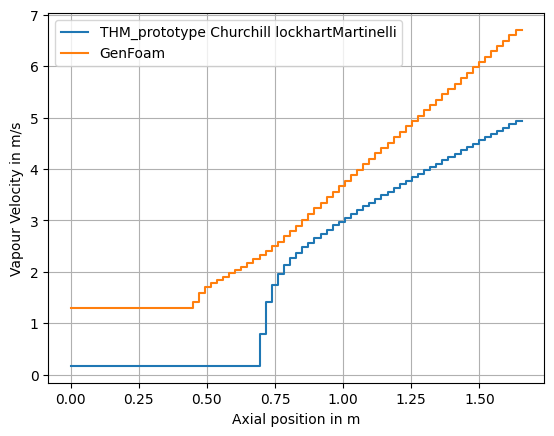 THM_prototype Churchill lockhartMartinelli
GenFoam
7
6
5
4
3
2
1
0
Vapour Velocity in m/s
0.00 0.25 0.50 0.75 1.00 1.25 1.50
Axial position in m